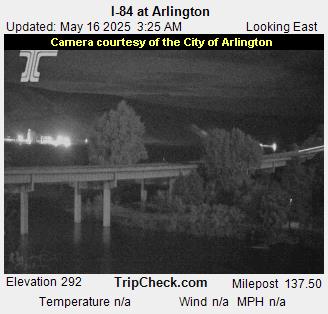 I-84 at Arlington
Updated: May 16 2025 3:25 AM Looking East
Camera courtesy of the City of Arlington
Elevation 292 TripCheck.com Milepost 137.50
Temperature n/a Wind n/a MPH n/a